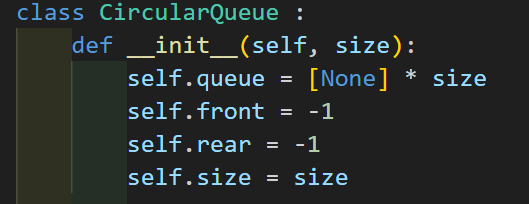 class CircularQueue :
    def __init__(self, size):
        self.queue = [None] * size
        self.front = -1
        self.rear = -1
        self.size = size